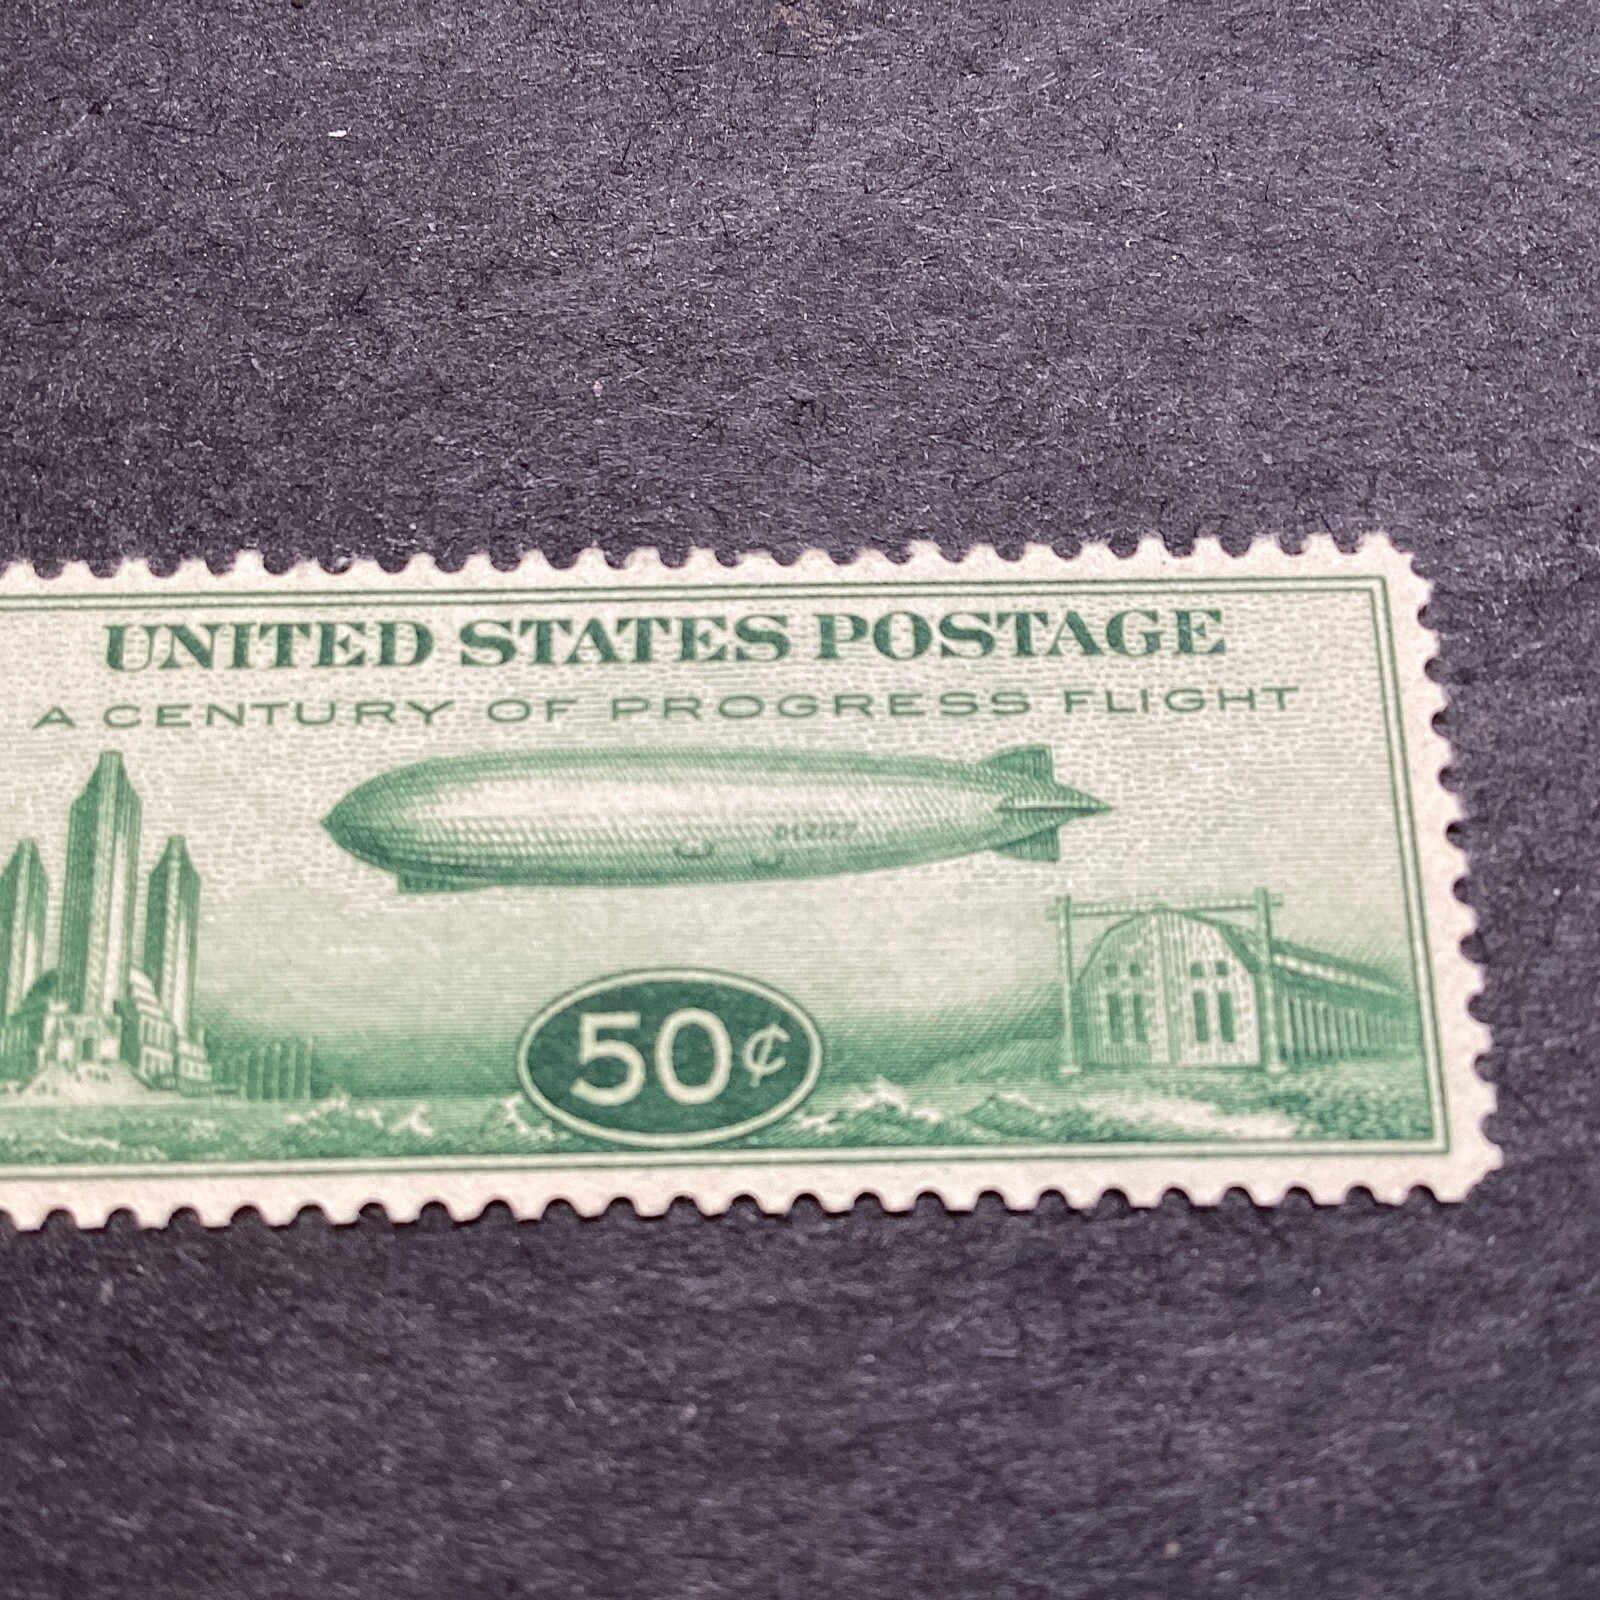 UNITED STATES POSTAGE
A CENTURY OF PROGRESS FLIGHT
50¢